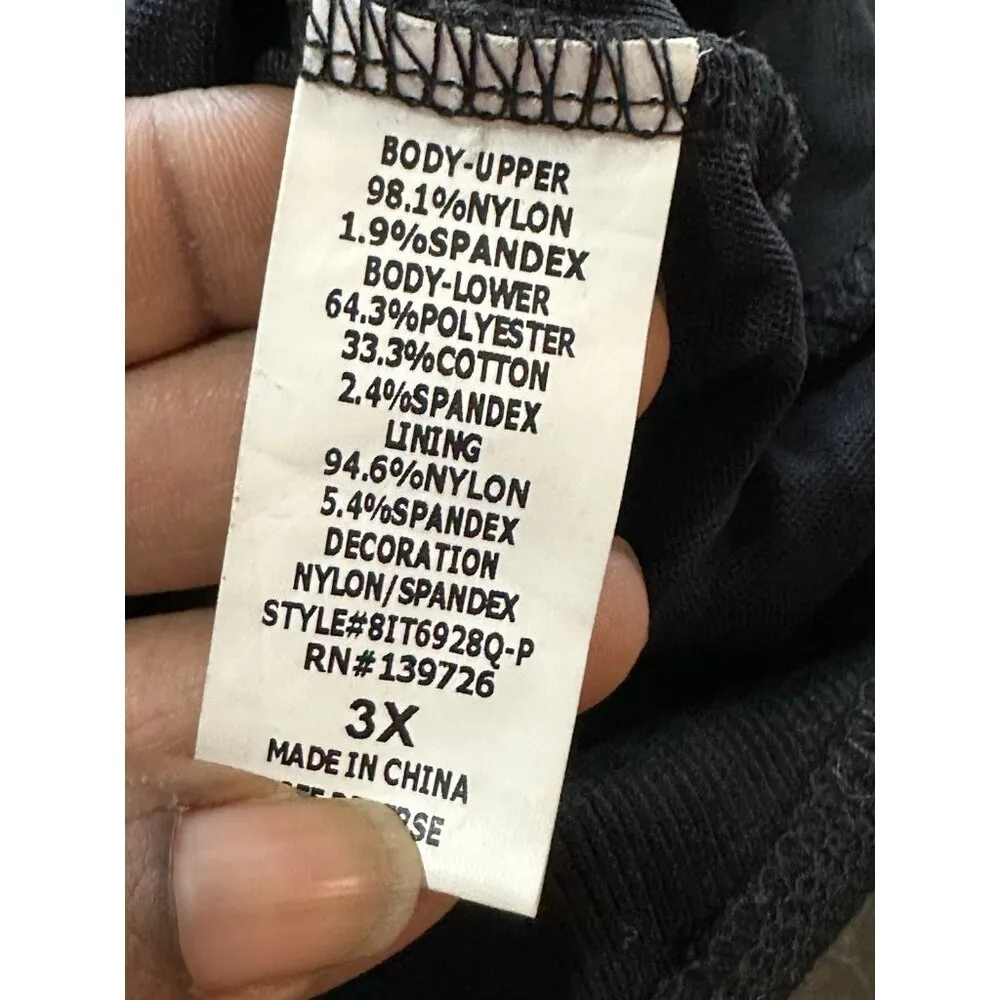 BODY-UPPER
98.1%NYLON
1.9%SPANDEX
BODY-LOWER
64.3%POLYESTER
33.3%COTTON
2.4%SPANDEX
LINING
94.6%NYLON
5.4%SPANDEX
DECORATION
NYLON/SPANDEX
STYLE#8IT6928Q-P
RN#139726
3X
MADE IN CHINA